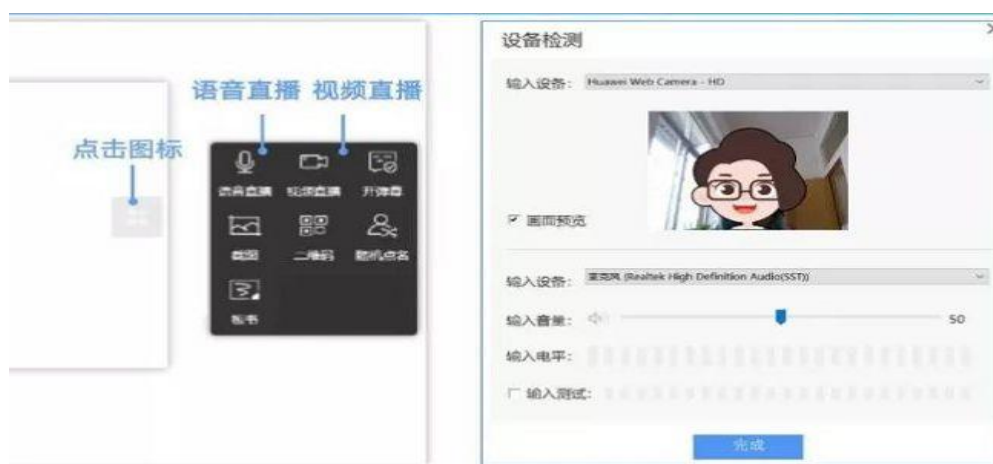 语音直播 视频直播
点击图标
语音直播 视频直播 开弹幕
截图 二维码 随机点名
板书
设备检测
输入设备： Huawei Web Camera - HD
画面预览
输入设备： 麦克风 (Realtek High Definition Audio(SST))
输入音量： 50
输入电平：
输入测试：
完成